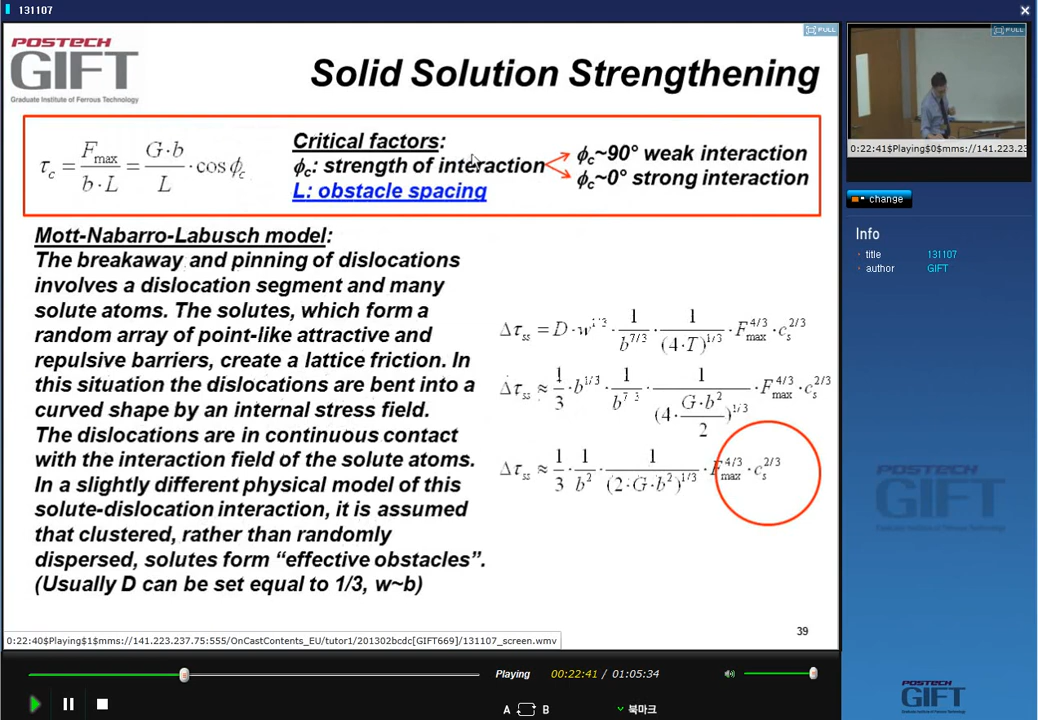 131107
POSTECH
GIFT
Graduate Institute of Ferrous Technology
Solid Solution Strengthening
FULL
τc = Fmax / (b · L) = (G · b) / L · cos ϕc
Critical factors:
ϕc: strength of interaction
L: obstacle spacing
ϕc~90° weak interaction
ϕc~0° strong interaction
Mott-Nabarro-Labusch model:
The breakaway and pinning of dislocations
involves a dislocation segment and many
solute atoms. The solutes, which form a
random array of point-like attractive and
repulsive barriers, create a lattice friction. In
this situation the dislocations are bent into a
curved shape by an internal stress field.
The dislocations are in continuous contact
with the interaction field of the solute atoms.
In a slightly different physical model of this
solute-dislocation interaction, it is assumed
that clustered, rather than randomly
dispersed, solutes form “effective obstacles”.
(Usually D can be set equal to 1/3, w~b)
Δτss = D · w^1/3 · 1/b^7/3 · 1/(4·T)^1/3 · Fmax^4/3 · cs^2/3
Δτss ≈ 1/3 · b^1/3 · 1/b^7/3 · 1/(4 · (G·b^2)/2)^1/3 · Fmax^4/3 · cs^2/3
Δτss ≈ 1/3 · 1/b^2 · 1/(2·G·b^2)^1/3 · Fmax^4/3 · cs^2/3
39
0:22:40$Playing$1$mms://141.223.237.75:555/OnCastContents_EU/tutor1/201302bcdc[GIFT669]/131107_screen.wmv
Playing
00:22:41 / 01:05:34
A B
북마크
FULL
0:22:41$Playing$0$mms://141.223.
change
Info
title 131107
author GIFT
POSTECH
GIFT
POSTECH
GIFT